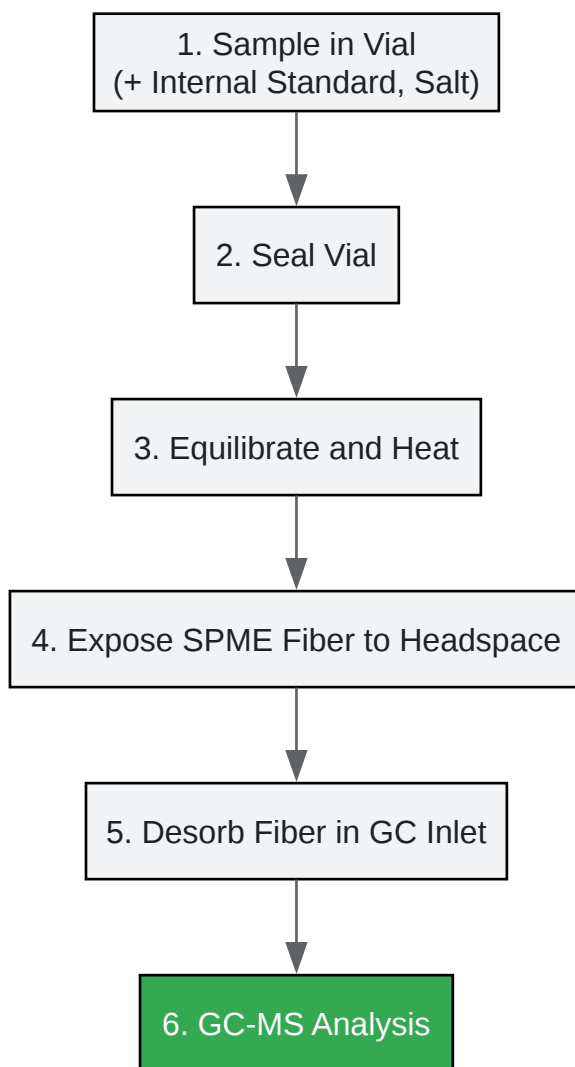 1. Sample in Vial
(+ Internal Standard, Salt)
2. Seal Vial
3. Equilibrate and Heat
4. Expose SPME Fiber to Headspace
5. Desorb Fiber in GC Inlet
6. GC-MS Analysis